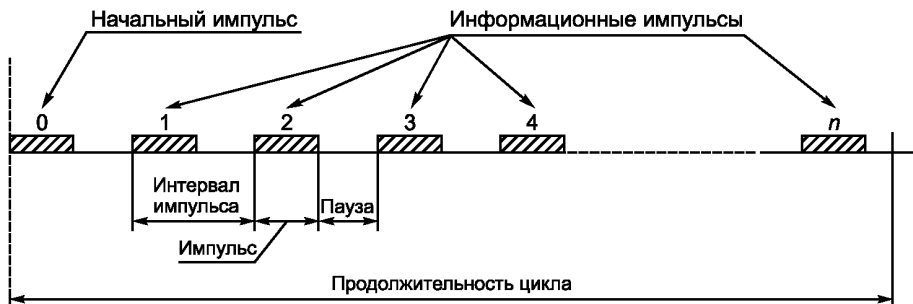 Начальный импульс
Информационные импульсы
0 1 2 3 4 n
Интервал
импульса
Пауза
Импульс
Продолжительность цикла